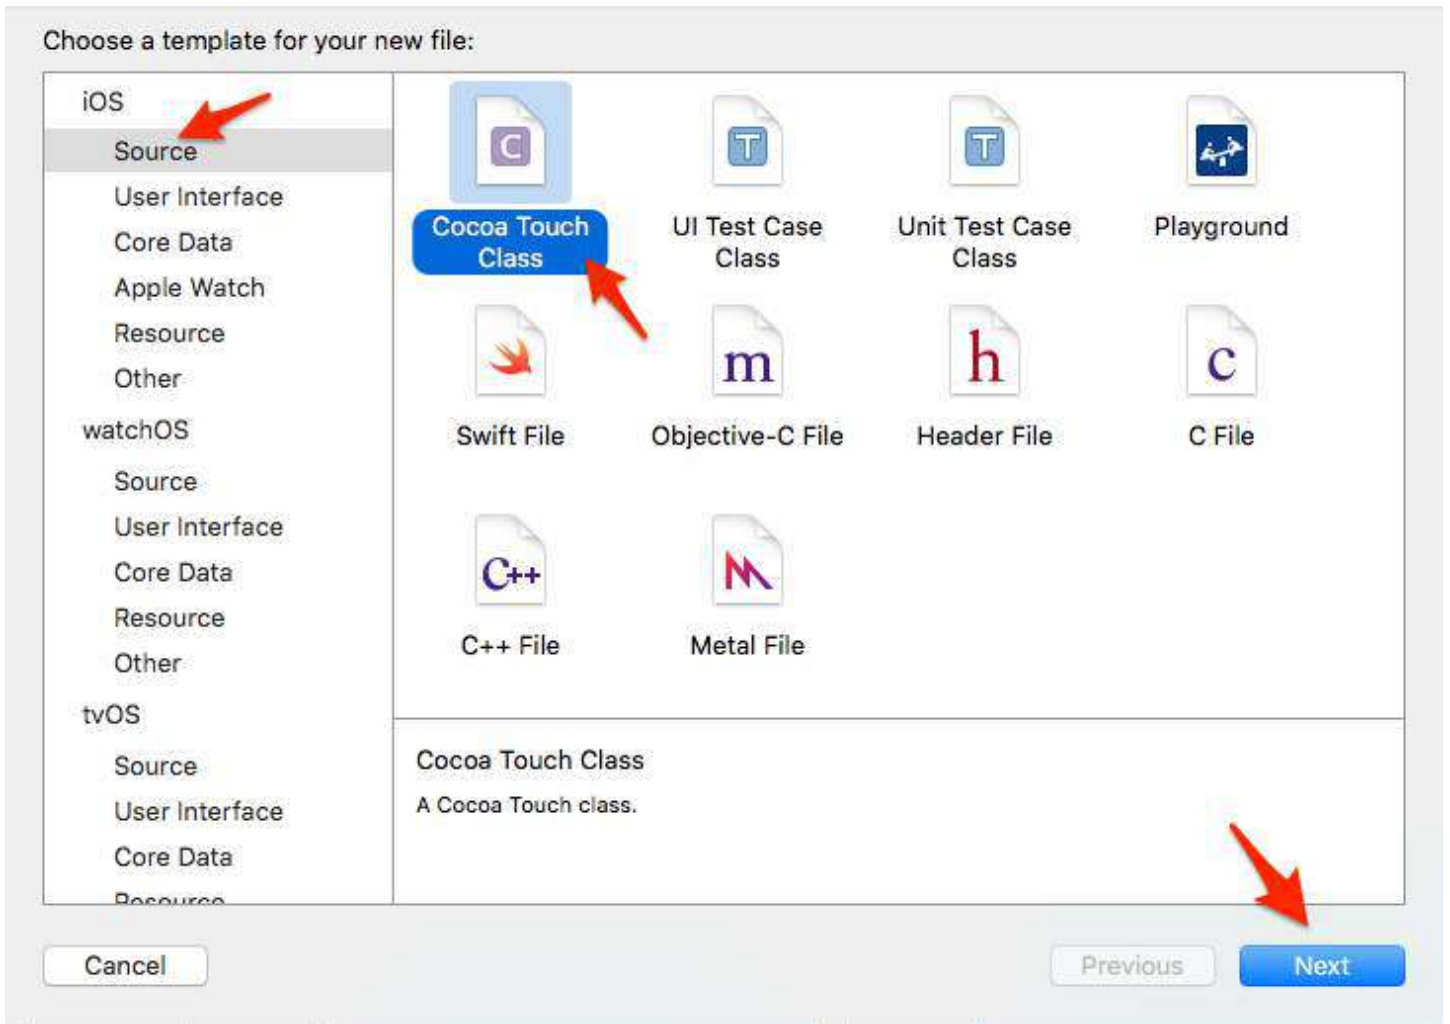 Choose a template for your new file:
iOS
Source
User Interface
Core Data
Apple Watch
Resource
Other
watchOS
Source
User Interface
Core Data
Resource
Other
tvOS
Source
User Interface
Core Data
Resource
C
T
T
Cocoa Touch
Class
UI Test Case
Class
Unit Test Case
Class
Playground
m
h
c
Swift File
Objective-C File
Header File
C File
C++
C++ File
Metal File
Cocoa Touch Class
A Cocoa Touch class.
Cancel
Previous
Next